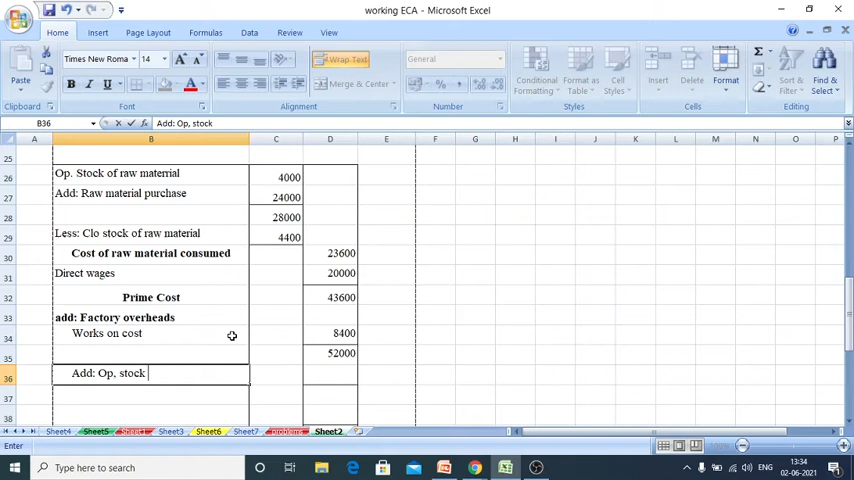 working ECA - Microsoft Excel
Home Insert Page Layout Formulas Data Review View
Times New Roma 14 A A Wrap Text General
Paste B I U A Merge & Center % , Conditional Formatting Format as Table Cell Styles Insert Delete Format Σ Sort & Filter Find & Select
Clipboard Font Alignment Number Styles Cells Editing
B36 Add: Op, stock
A B C D E F G H I J K L M N O P
25
26 Op. Stock of raw materrial 4000
27 Add: Raw material purchase 24000
28 28000
29 Less: Clo stock of raw material 4400
30 Cost of raw material consumed 23600
31 Direct wages 20000
32 Prime Cost 43600
33 add: Factory overheads
34 Works on cost 8400
35 52000
36 Add: Op, stock
37
38
Sheet4 Sheet5 Sheet1 Sheet3 Sheet6 Sheet7 problems Sheet2
Enter
Type here to search ENG 13:34
02-06-2021